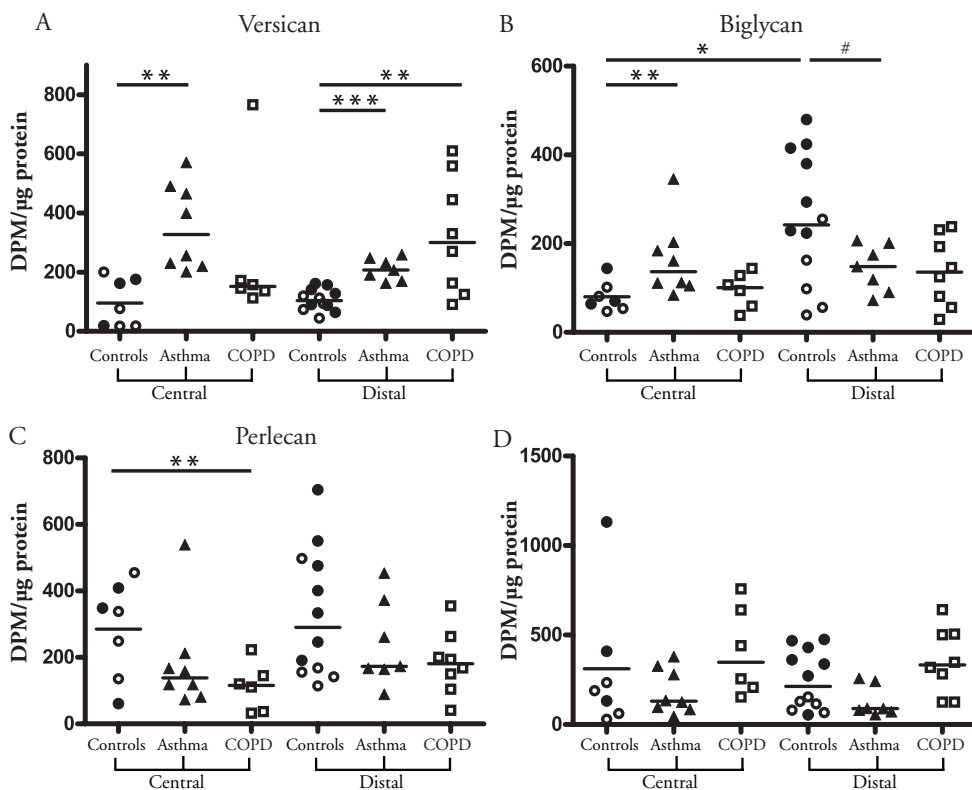 A
Versican
DPM/µg protein
800
600
400
200
0
** 
**
***
Controls Asthma COPD Controls Asthma COPD
Central Distal
B
Biglycan
DPM/µg protein
600
400
200
0
*
#
**
Controls Asthma COPD Controls Asthma COPD
Central Distal
C
Perlecan
DPM/µg protein
800
600
400
200
0
**
Controls Asthma COPD Controls Asthma COPD
Central Distal
D
DPM/µg protein
1500
1000
500
0
Controls Asthma COPD Controls Asthma COPD
Central Distal